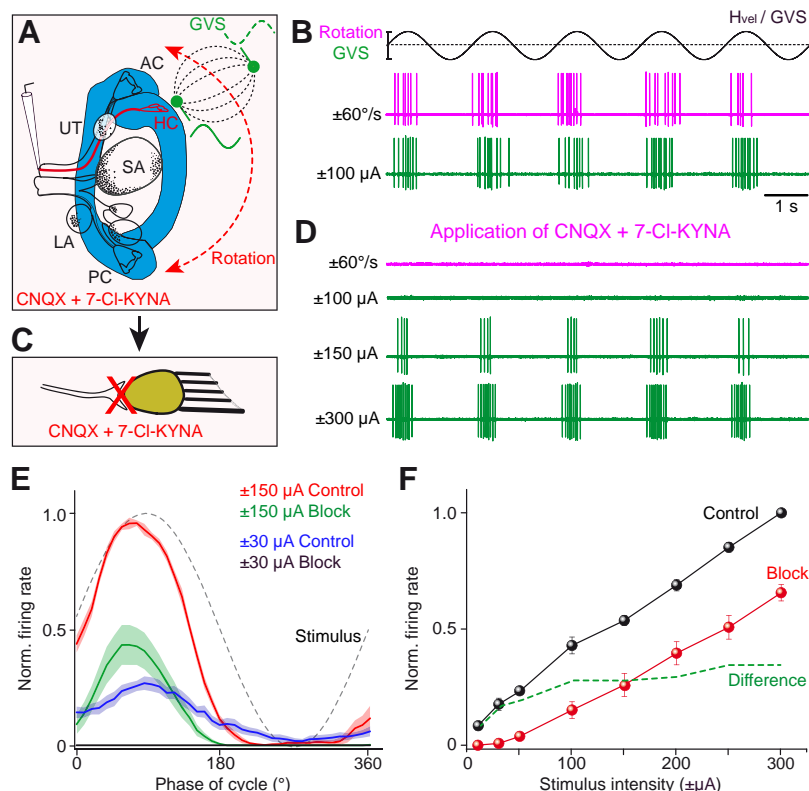 A
GVS
AC
UT
HC
SA
LA
PC
Rotation
CNQX + 7-Cl-KYNA
B
Hvel / GVS
Rotation
GVS
±60°/s
±100 µA
1 s
C
CNQX + 7-Cl-KYNA
D
Application of CNQX + 7-Cl-KYNA
±60°/s
±100 µA
±150 µA
±300 µA
E
±150 µA Control
±150 µA Block
±30 µA Control
±30 µA Block
Stimulus
Norm. firing rate
1.0
0.5
0
0
180
360
Phase of cycle (°)
F
Control
Block
Difference
Norm. firing rate
1.0
0.5
0
0
100
200
300
Stimulus intensity (±µA)